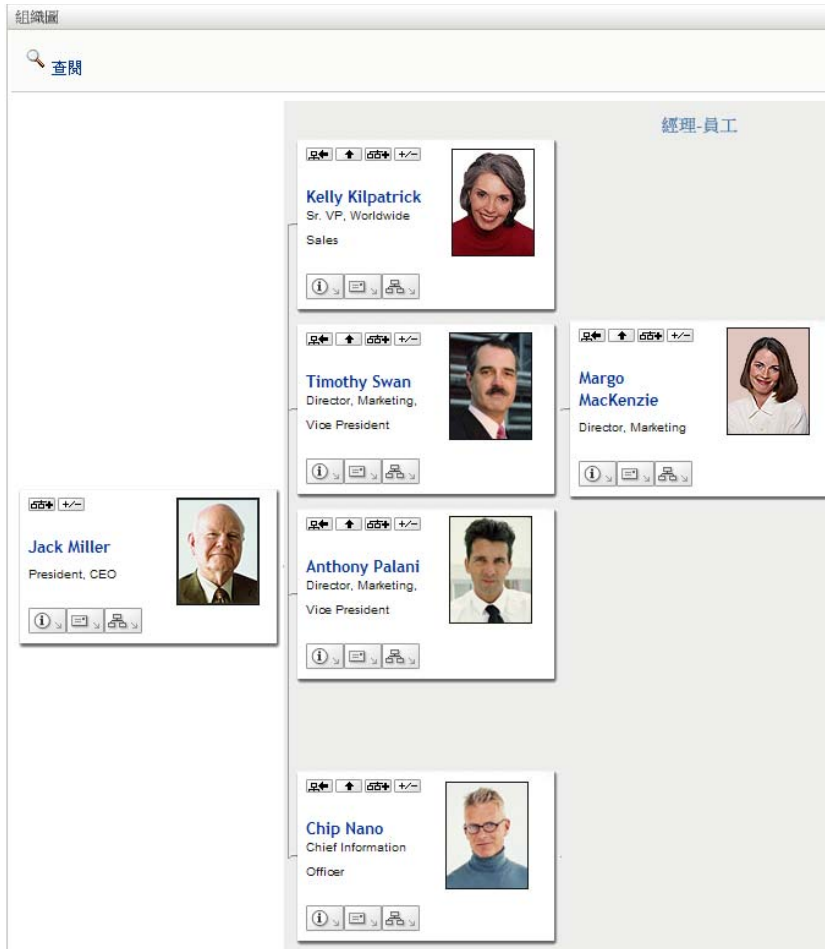 組織圖
查閱
經理-員工
+/−
Kelly Kilpatrick
Sr. VP, Worldwide
Sales
+/−
Timothy Swan
Director, Marketing,
Vice President
+/−
Margo
MacKenzie
Director, Marketing
+/−
Jack Miller
President, CEO
+/−
Anthony Palani
Director, Marketing,
Vice President
+/−
Chip Nano
Chief Information
Officer